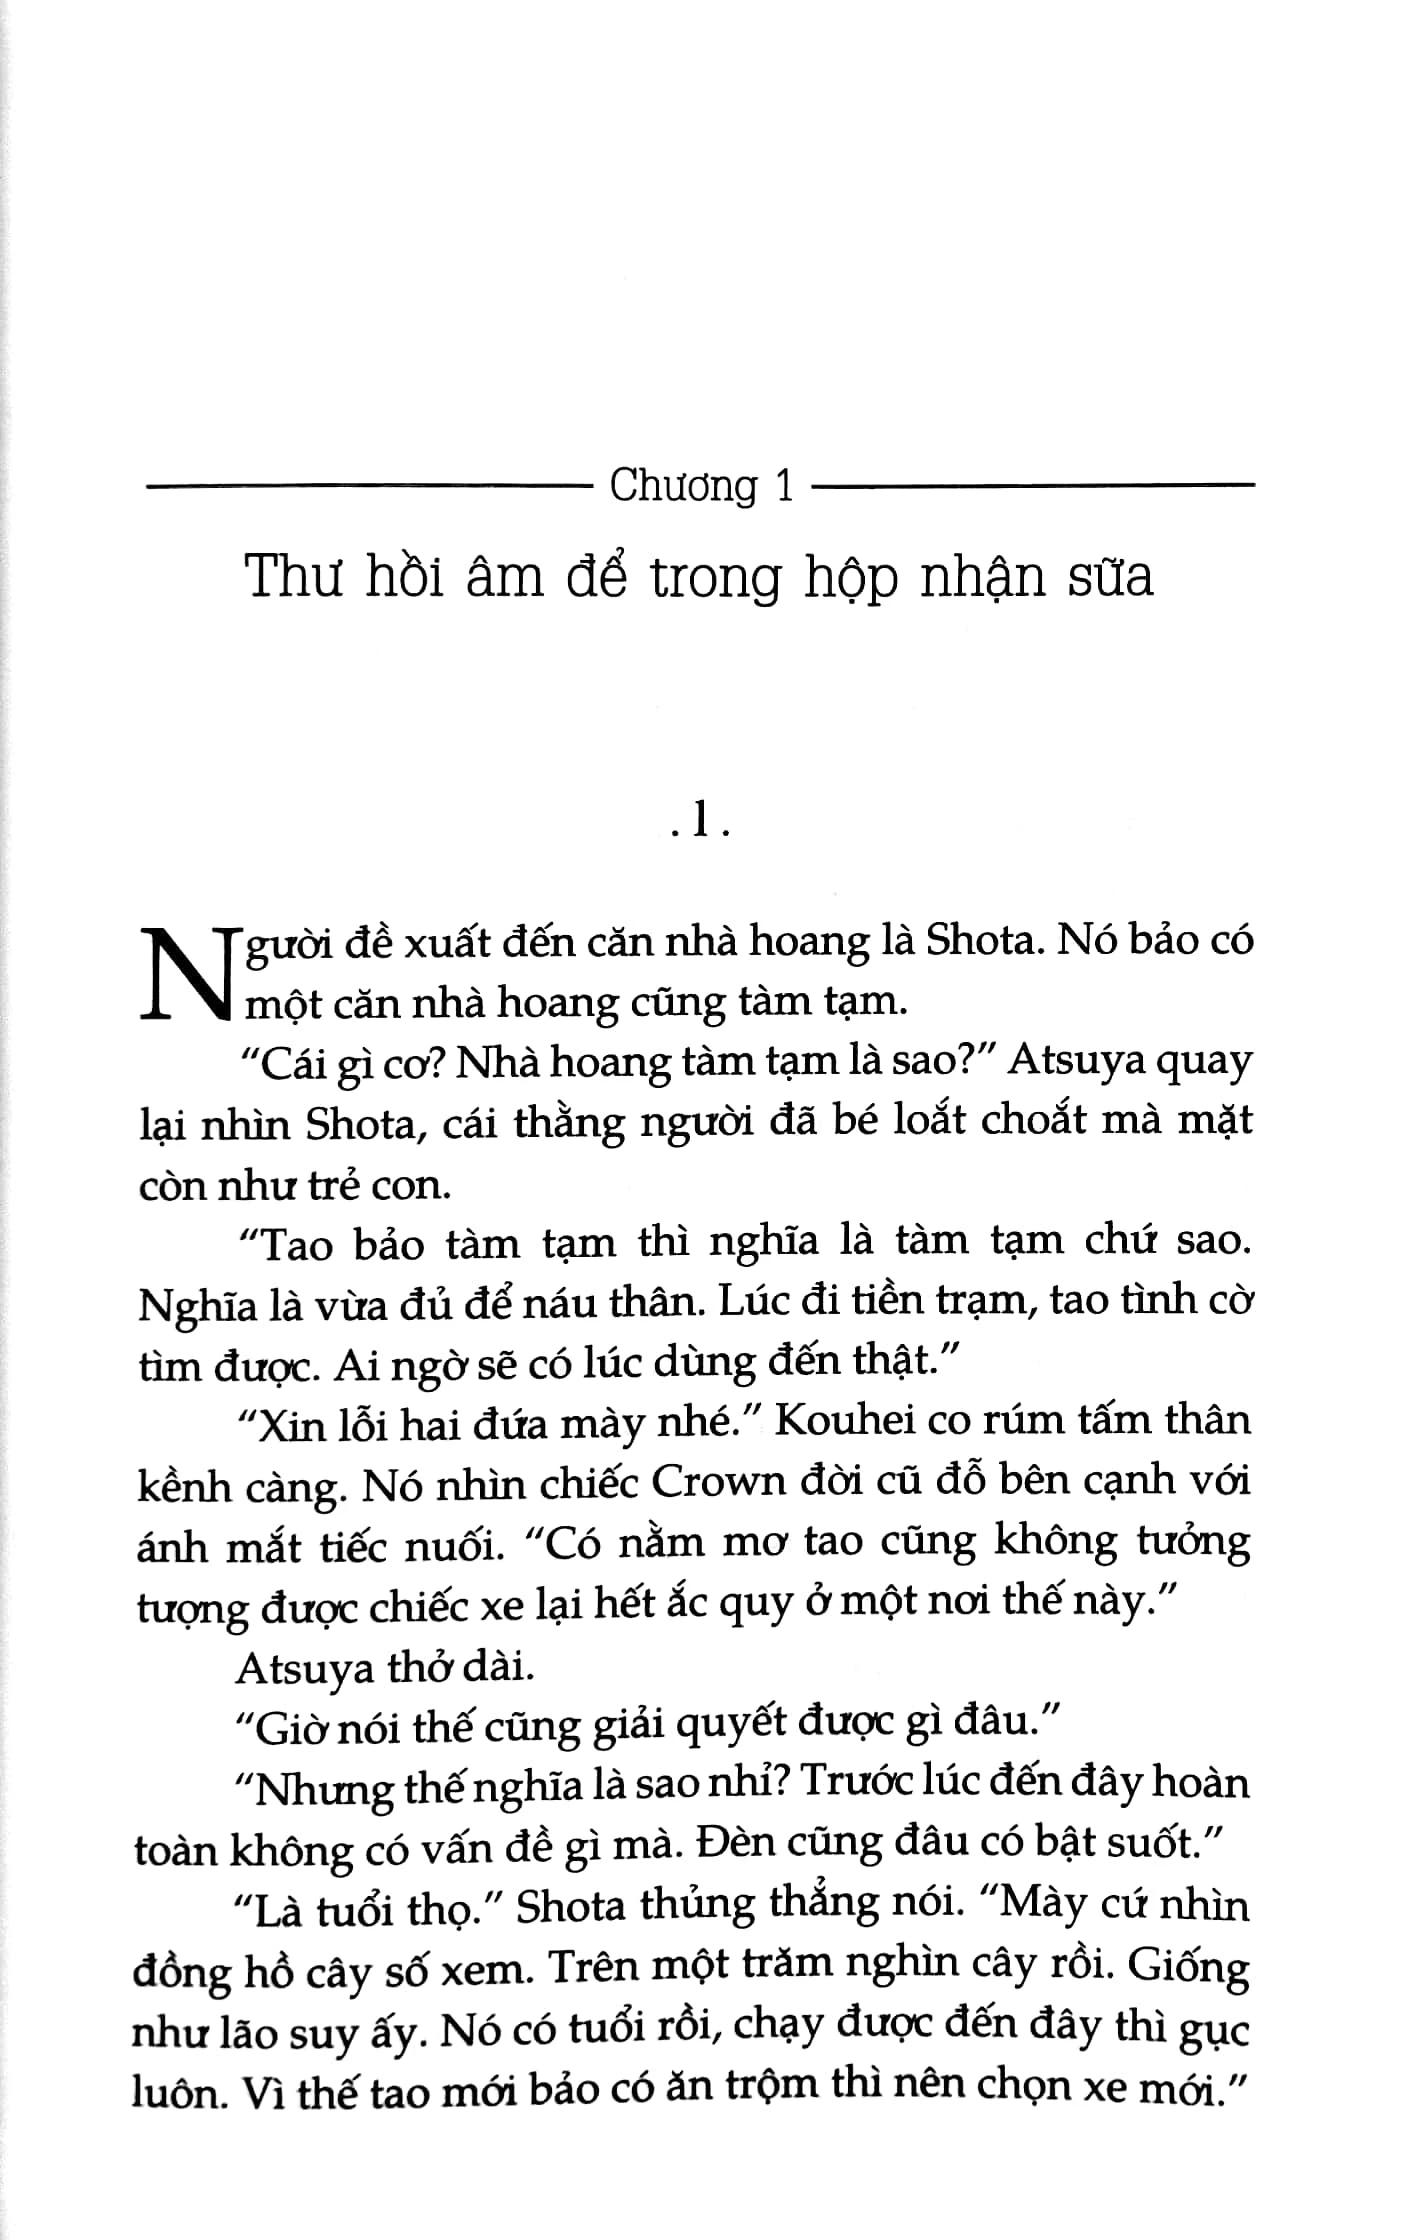 Chương 1
Thư hồi âm để trong hộp nhận sữa
.1.
Người đề xuất đến căn nhà hoang là Shota. Nó bảo có
một căn nhà hoang cũng tàm tạm.
“Cái gì cơ? Nhà hoang tàm tạm là sao?” Atsuya quay
lại nhìn Shota, cái thằng người đã bé loắt choắt mà mặt
còn như trẻ con.
“Tao bảo tàm tạm thì nghĩa là tàm tạm chứ sao.
Nghĩa là vừa đủ để náu thân. Lúc đi tiền trạm, tao tình cờ
tìm được. Ai ngờ sẽ có lúc dùng đến thật.”
“Xin lỗi hai đứa mày nhé.” Kouhei co rúm tấm thân
kềnh càng. Nó nhìn chiếc Crown đời cũ đỗ bên cạnh với
ánh mắt tiếc nuối. “Có nằm mơ tao cũng không tưởng
tượng được chiếc xe lại hết ắc quy ở một nơi thế này.”
Atsuya thở dài.
“Giờ nói thế cũng giải quyết được gì đâu.”
“Nhưng thế nghĩa là sao nhỉ? Trước lúc đến đây hoàn
toàn không có vấn đề gì mà. Đèn cũng đâu có bật suốt.”
“Là tuổi thọ.” Shota thủng thẳng nói. “Mày cứ nhìn
đồng hồ cây số xem. Trên một trăm nghìn cây rồi. Giống
như lão suy ấy. Nó có tuổi rồi, chạy được đến đây thì gục
luôn. Vì thế tao mới bảo có ăn trộm thì nên chọn xe mới.”